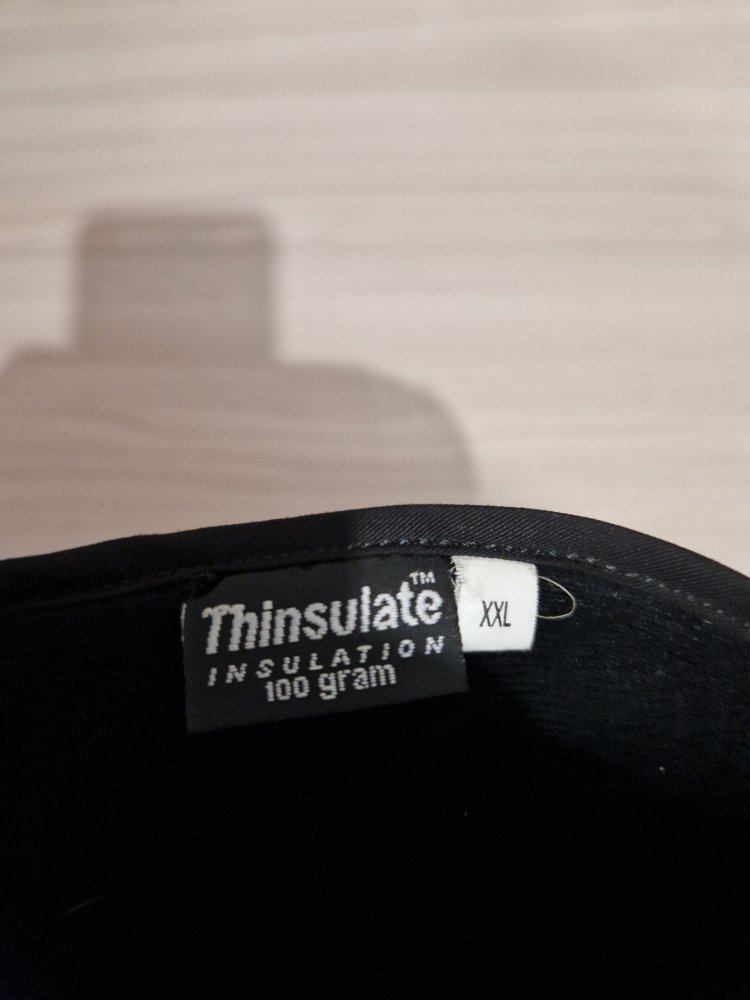 Thinsulate™
INSULATION
100 gram
XXL